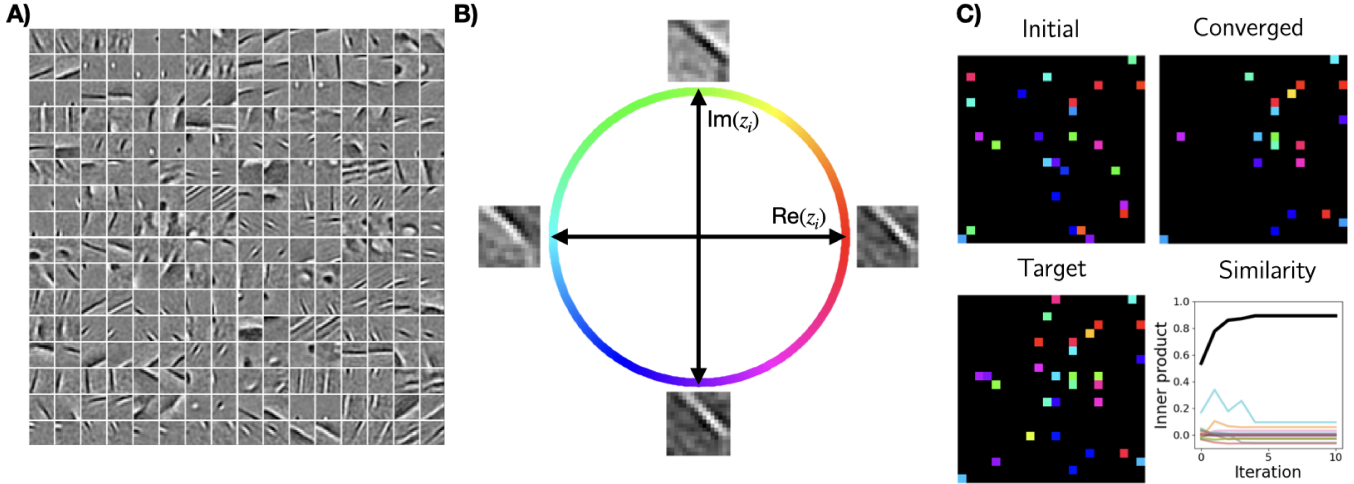 A)
B)
C)
Im(z_i)
Re(z_i)
Initial
Converged
Target
Similarity
Inner product
1.0
0.8
0.6
0.4
0.2
0.0
0
5
10
Iteration